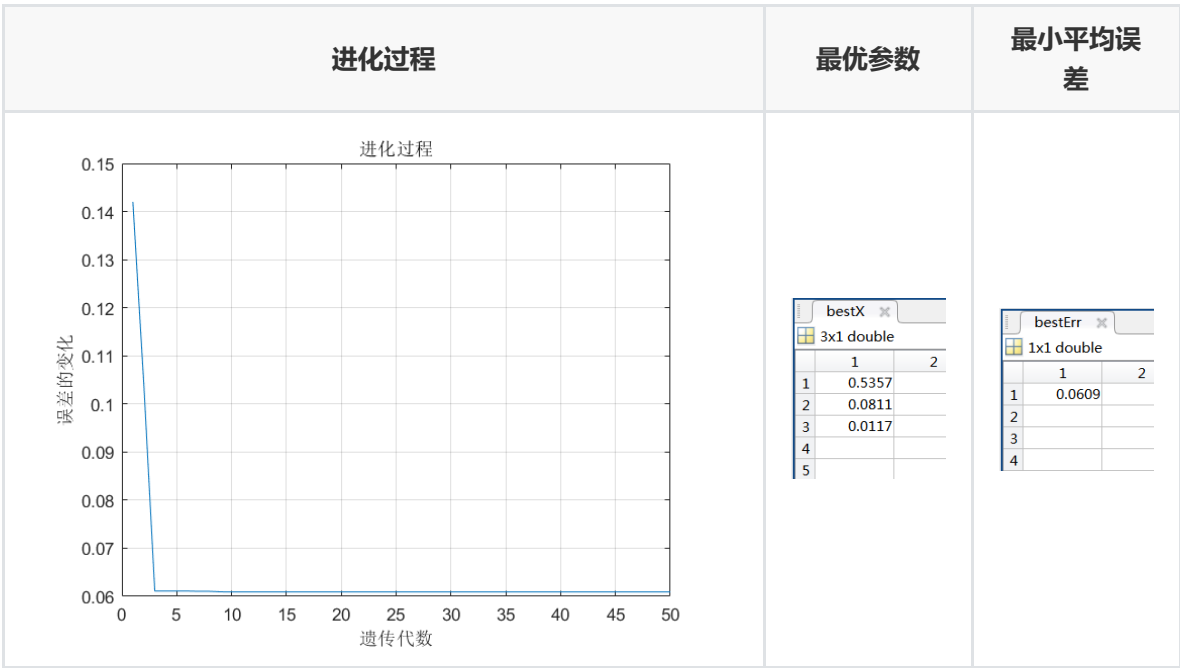 进化过程
最优参数
最小平均误
差
进化过程
0.15
0.14
0.13
0.12
0.11
0.1
0.09
0.08
0.07
0.06
误差的变化
0 5 10 15 20 25 30 35 40 45 50
遗传代数
bestX
3x1 double
1 2
1 0.5357
2 0.0811
3 0.0117
4
5
bestErr
1x1 double
1 2
1 0.0609
2
3
4